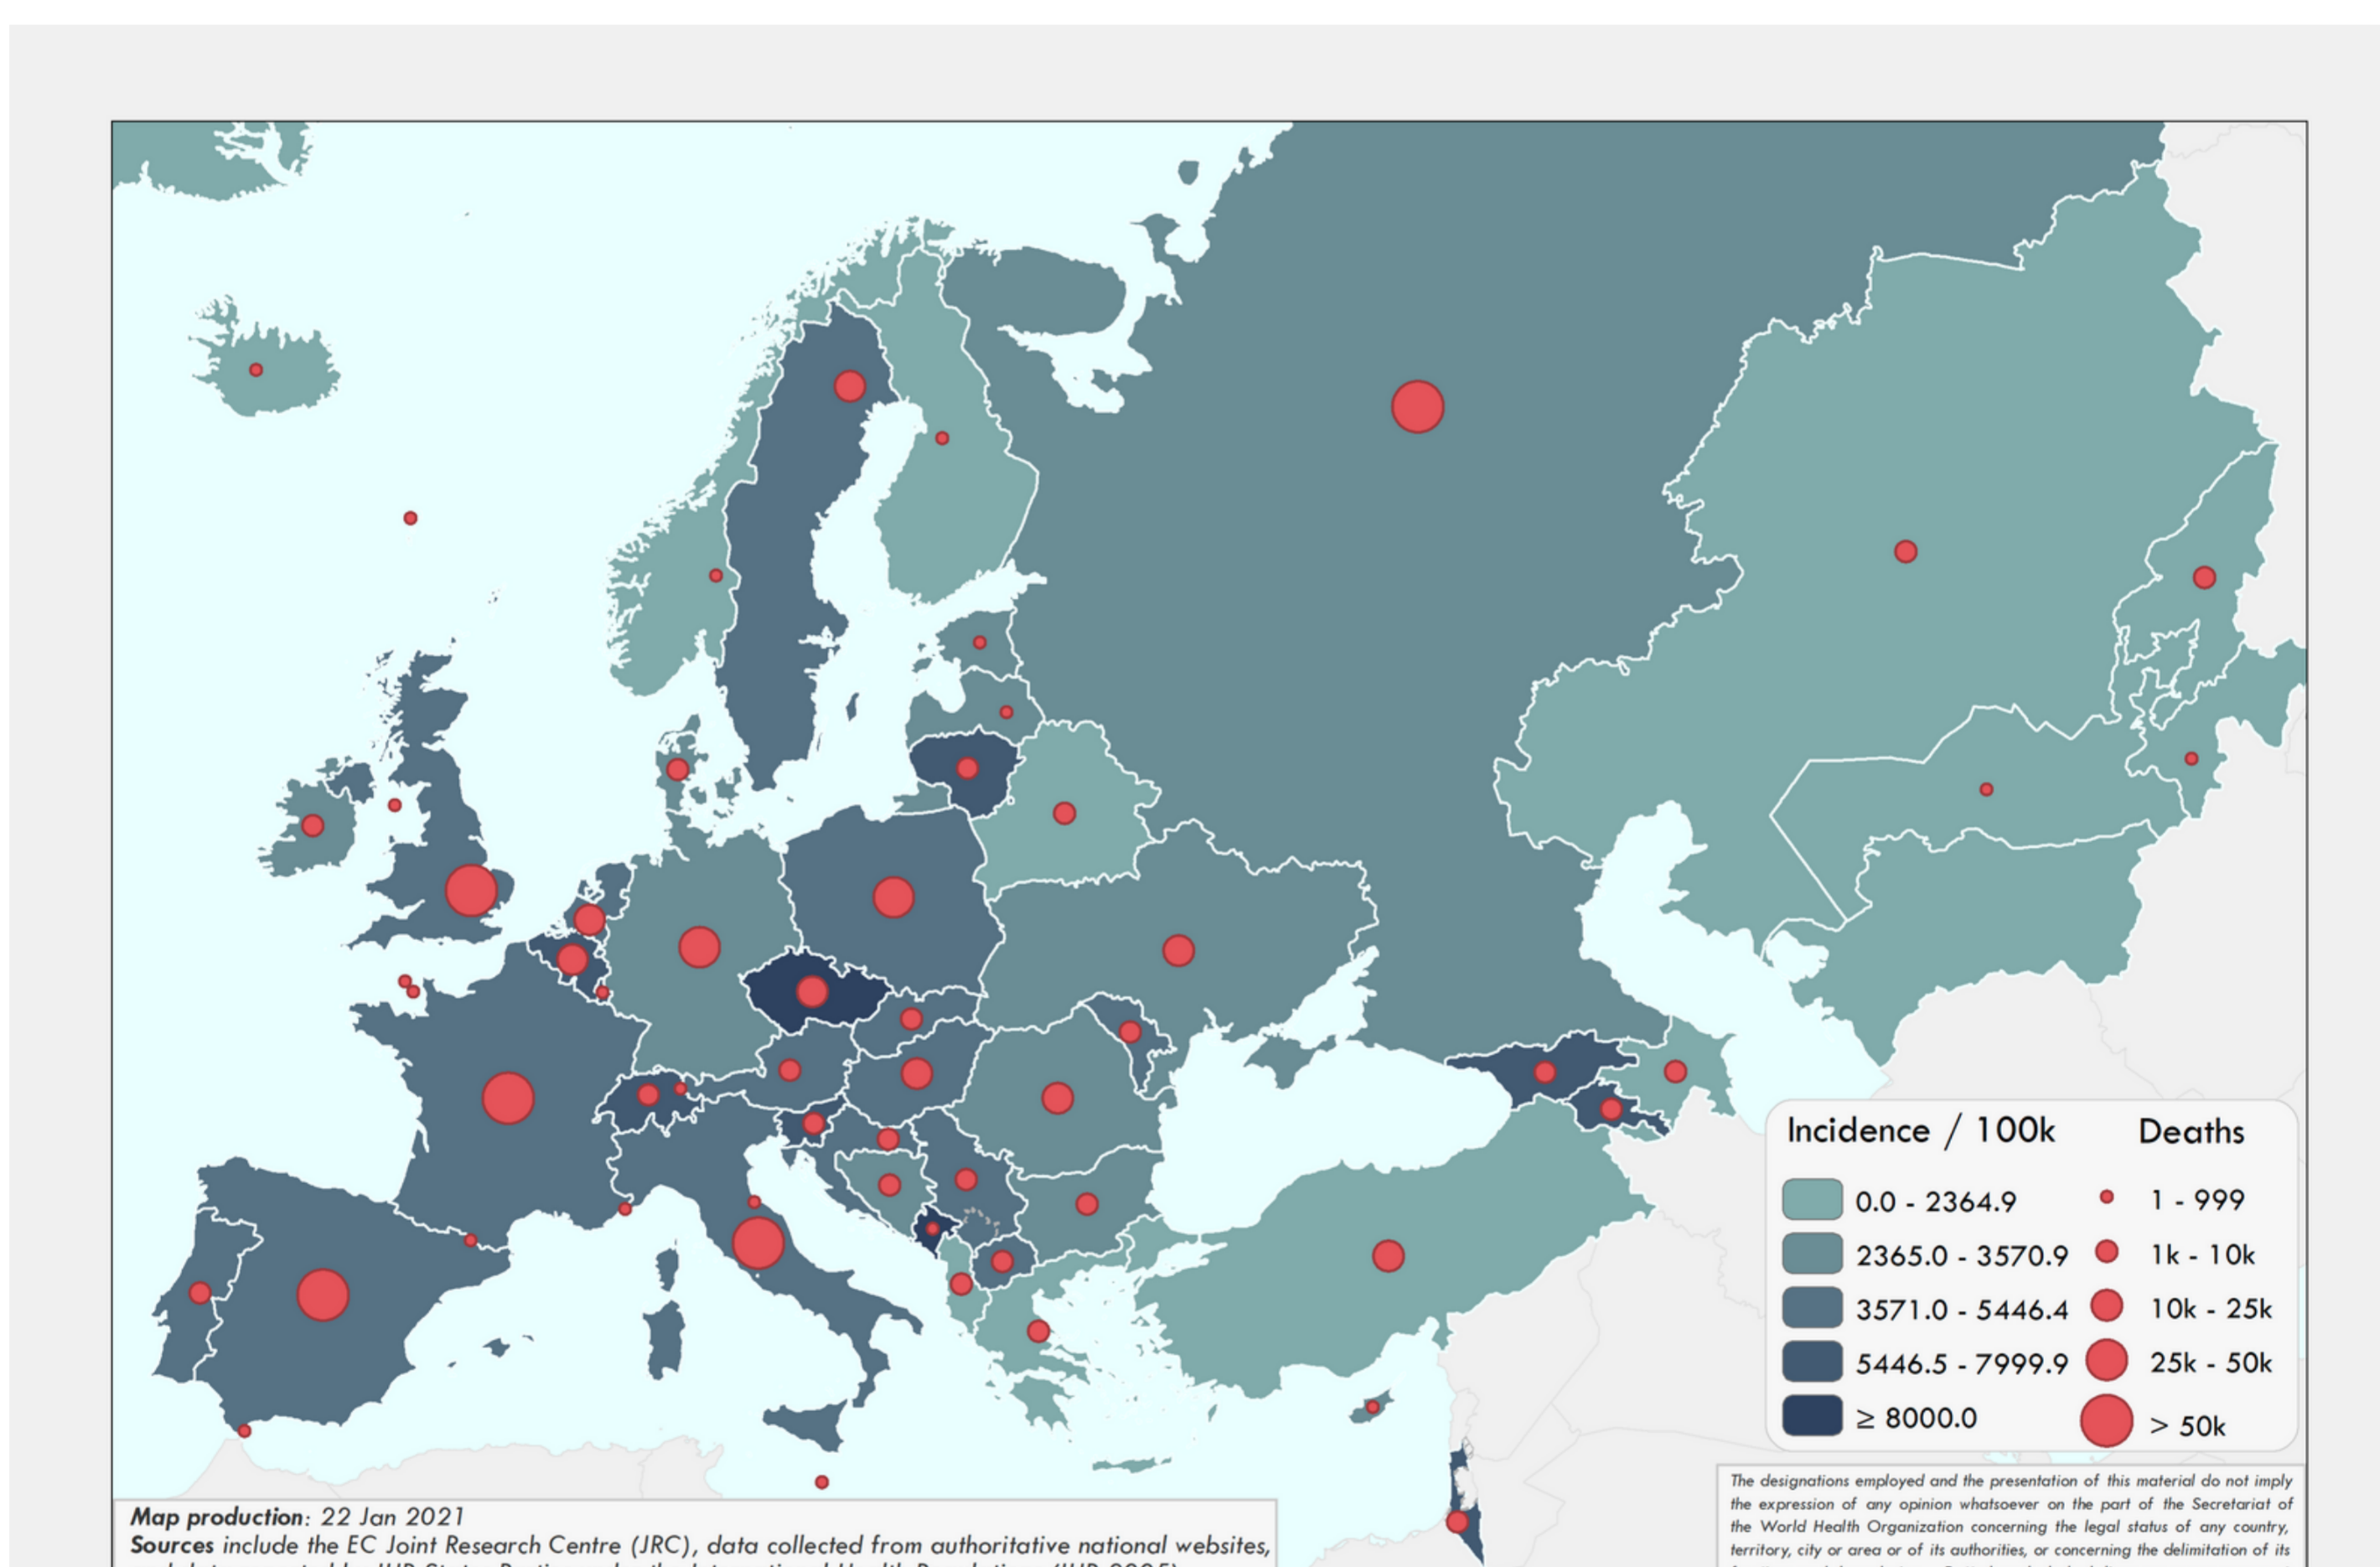 Incidence / 100k Deaths
0.0 - 2364.9 1 - 999
2365.0 - 3570.9 1k - 10k
3571.0 - 5446.4 10k - 25k
5446.5 - 7999.9 25k - 50k
≥ 8000.0 > 50k
The designations employed and the presentation of this material do not imply
the expression of any opinion whatsoever on the part of the Secretariat of
the World Health Organization concerning the legal status of any country,
territory, city or area or of its authorities, or concerning the delimitation of its
Map production: 22 Jan 2021
Sources include the EC Joint Research Centre (JRC), data collected from authoritative national websites,